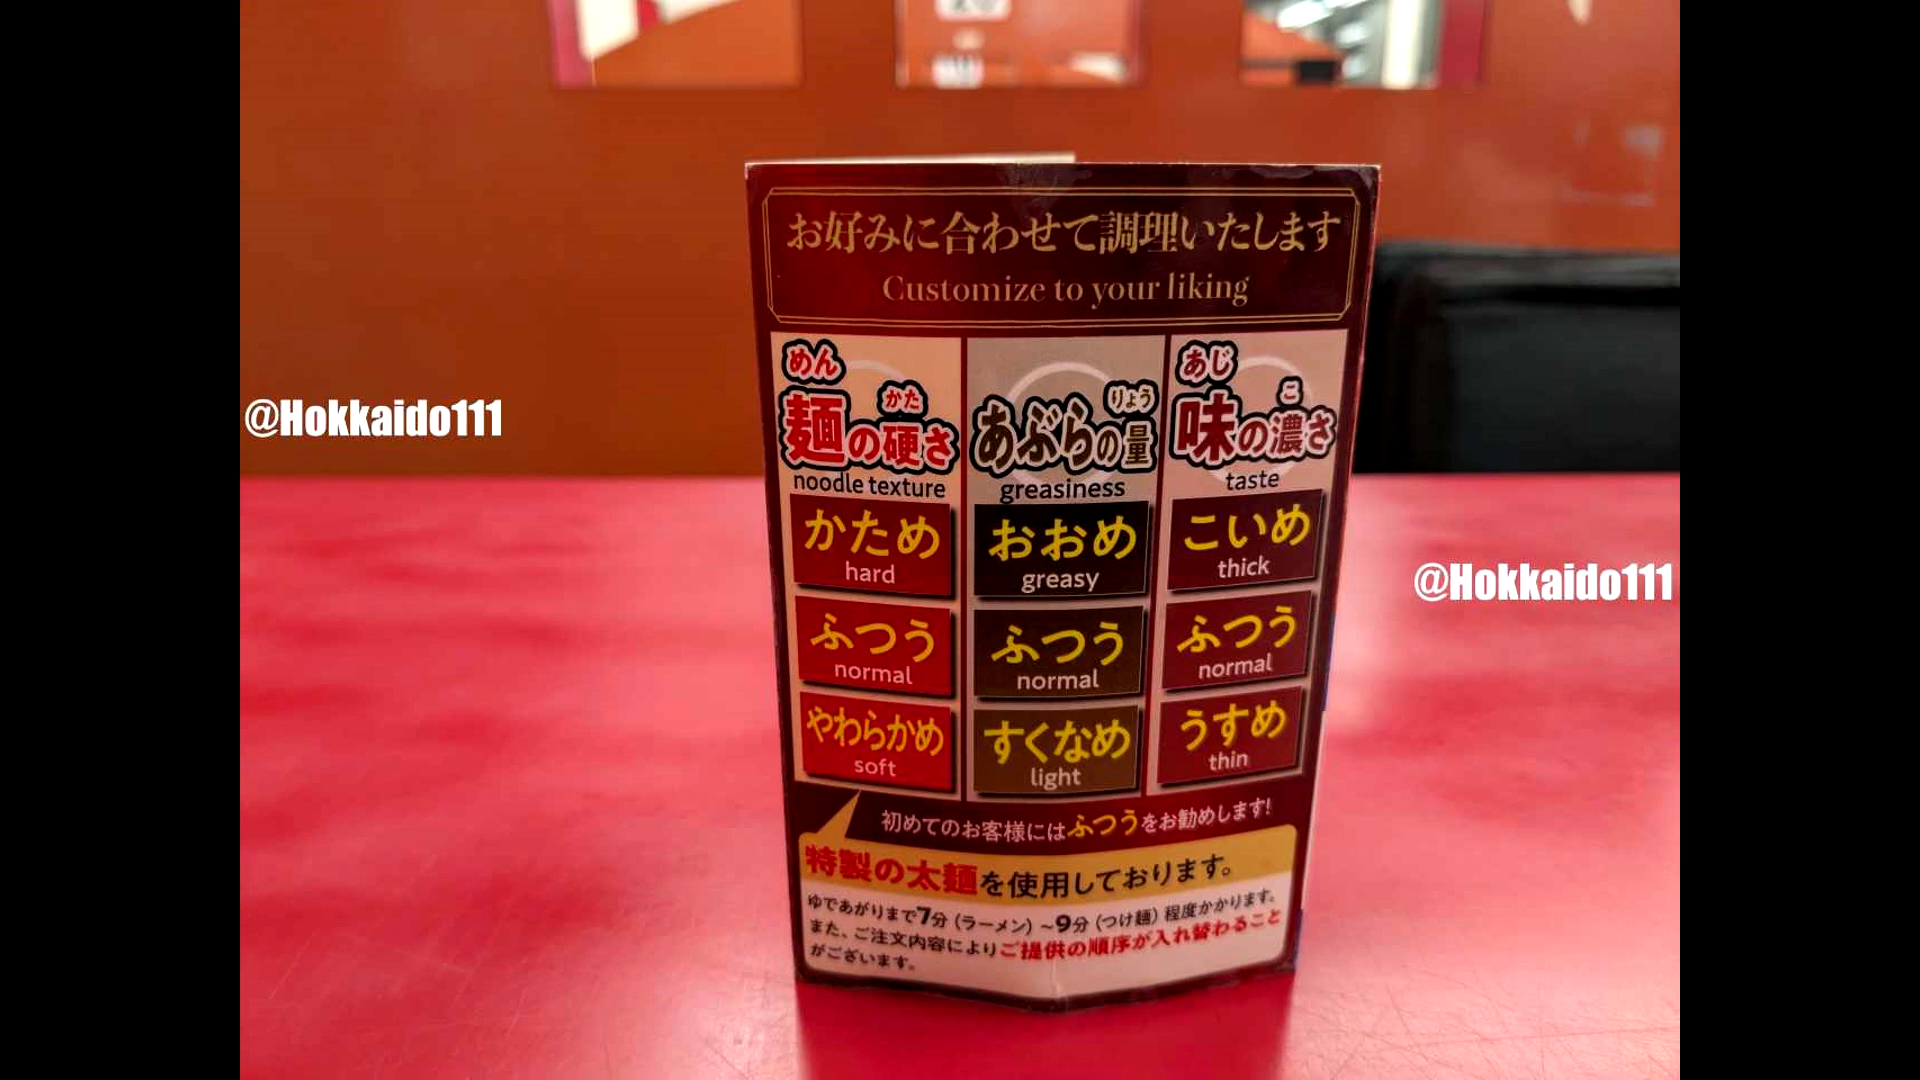 お好みに合わせて調理いたします
Customize to your liking
めん
かた
麺の硬さ
noodle texture
かため
hard
ふつう
normal
やわらかめ
soft
りょう
あぶらの量
greasiness
おおめ
greasy
ふつう
normal
すくなめ
light
あじ
こ
味の濃さ
taste
こいめ
thick
ふつう
normal
うすめ
thin
初めてのお客様にはふつうをお勧めします!
特製の太麺を使用しております。
ゆであがりまで7分(ラーメン)~9分(つけ麺)程度かかります。
また、ご注文内容によりご提供の順序が入れ替わること
がございます。
@Hokkaido111
@Hokkaido111